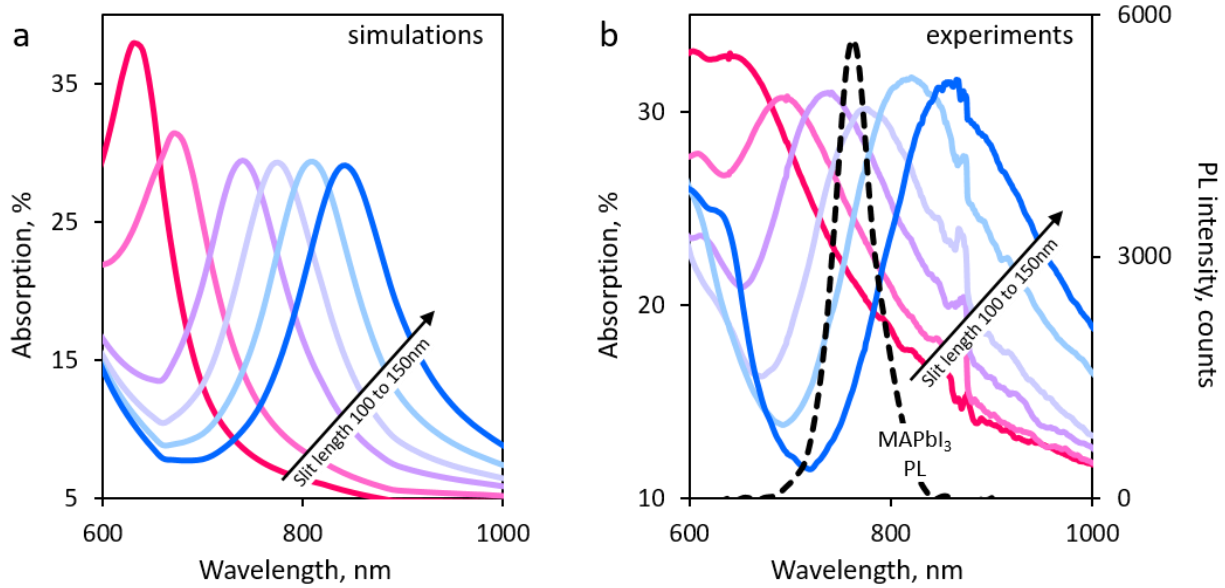 a
simulations
35
25
15
5
600
800
1000
Absorption, %
Wavelength, nm
Slit length 100 to 150nm
b
experiments
30
20
10
600
800
1000
6000
3000
0
Absorption, %
Wavelength, nm
PL intensity, counts
Slit length 100 to 150nm
MAPbI₃
PL